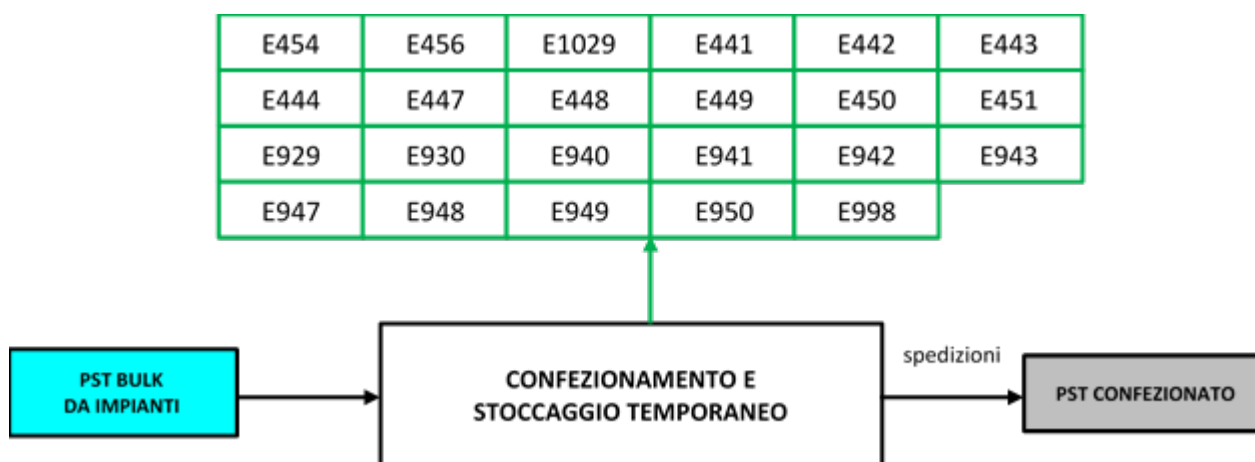 E454 E456 E1029 E441 E442 E443
E444 E447 E448 E449 E450 E451
E929 E930 E940 E941 E942 E943
E947 E948 E949 E950 E998
spedizioni
PST BULK
DA IMPIANTI
CONFEZIONAMENTO E
STOCCAGGIO TEMPORANEO
PST CONFEZIONATO